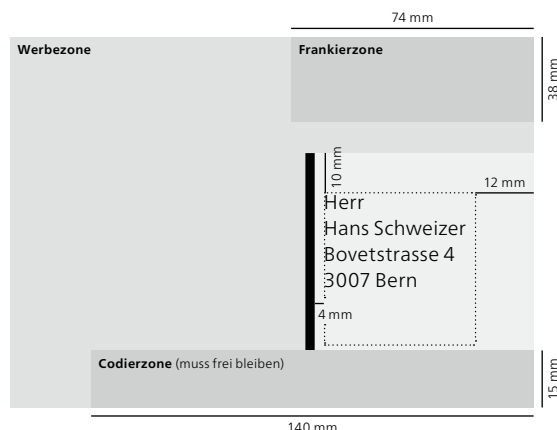 74 mm
Werbezone
Frankierzone
38 mm
10 mm
12 mm
Herr
Hans Schweizer
Bovetstrasse 4
3007 Bern
4 mm
Codierzone (muss frei bleiben)
15 mm
140 mm